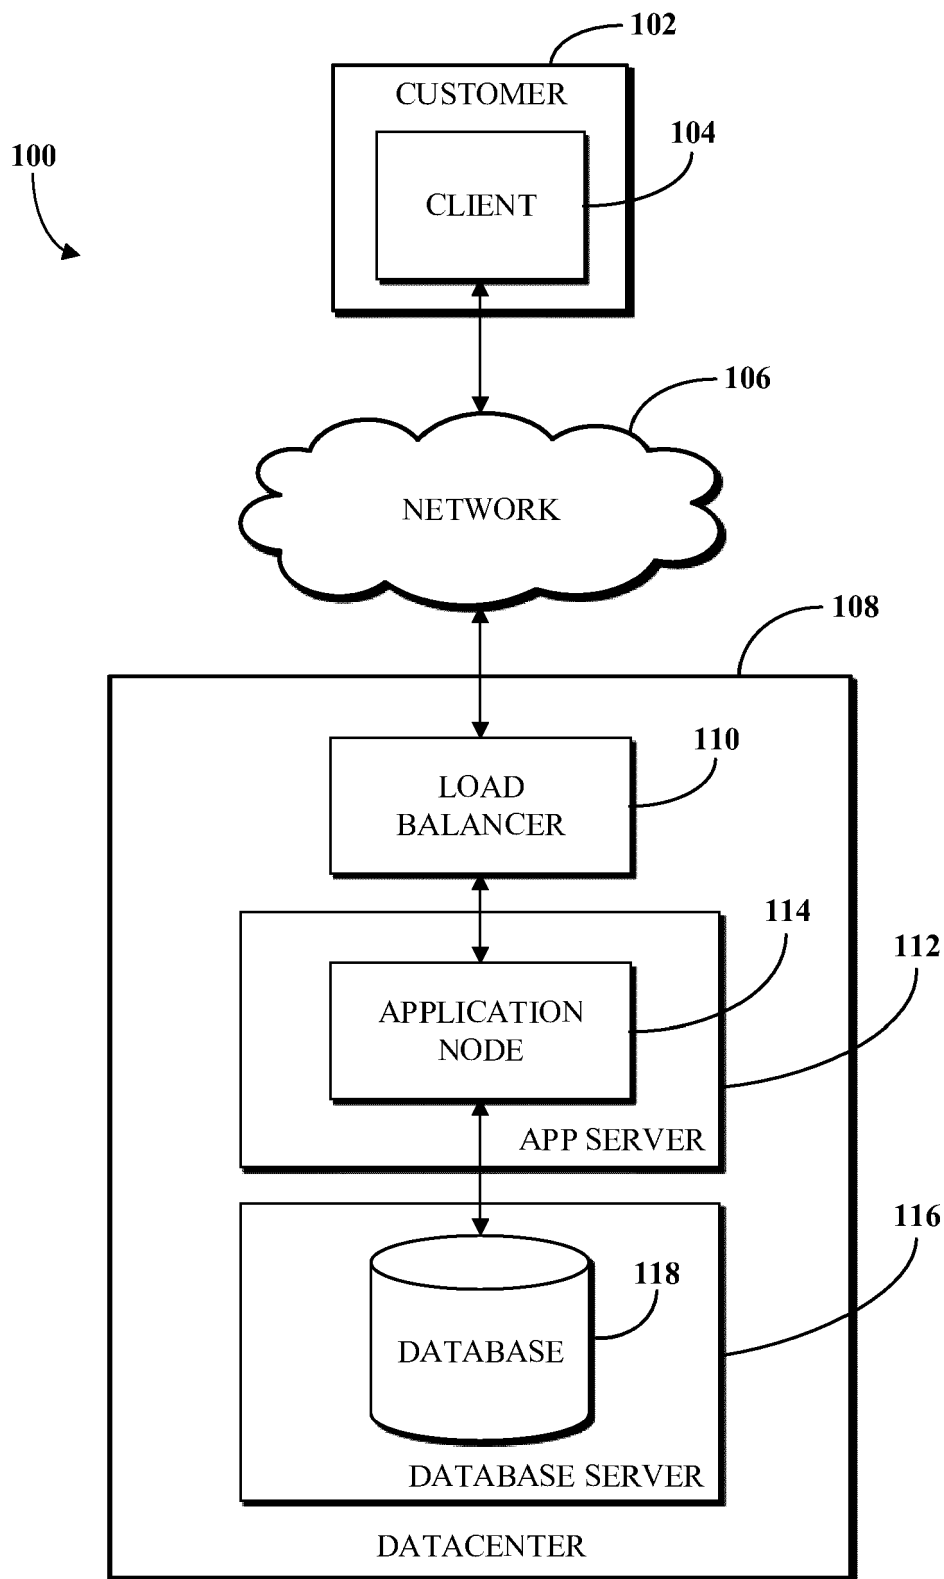 102
CUSTOMER
104
100
CLIENT
106
NETWORK
108
110
LOAD
BALANCER
114
112
APPLICATION
NODE
APP SERVER
116
118
DATABASE
DATABASE SERVER
DATACENTER